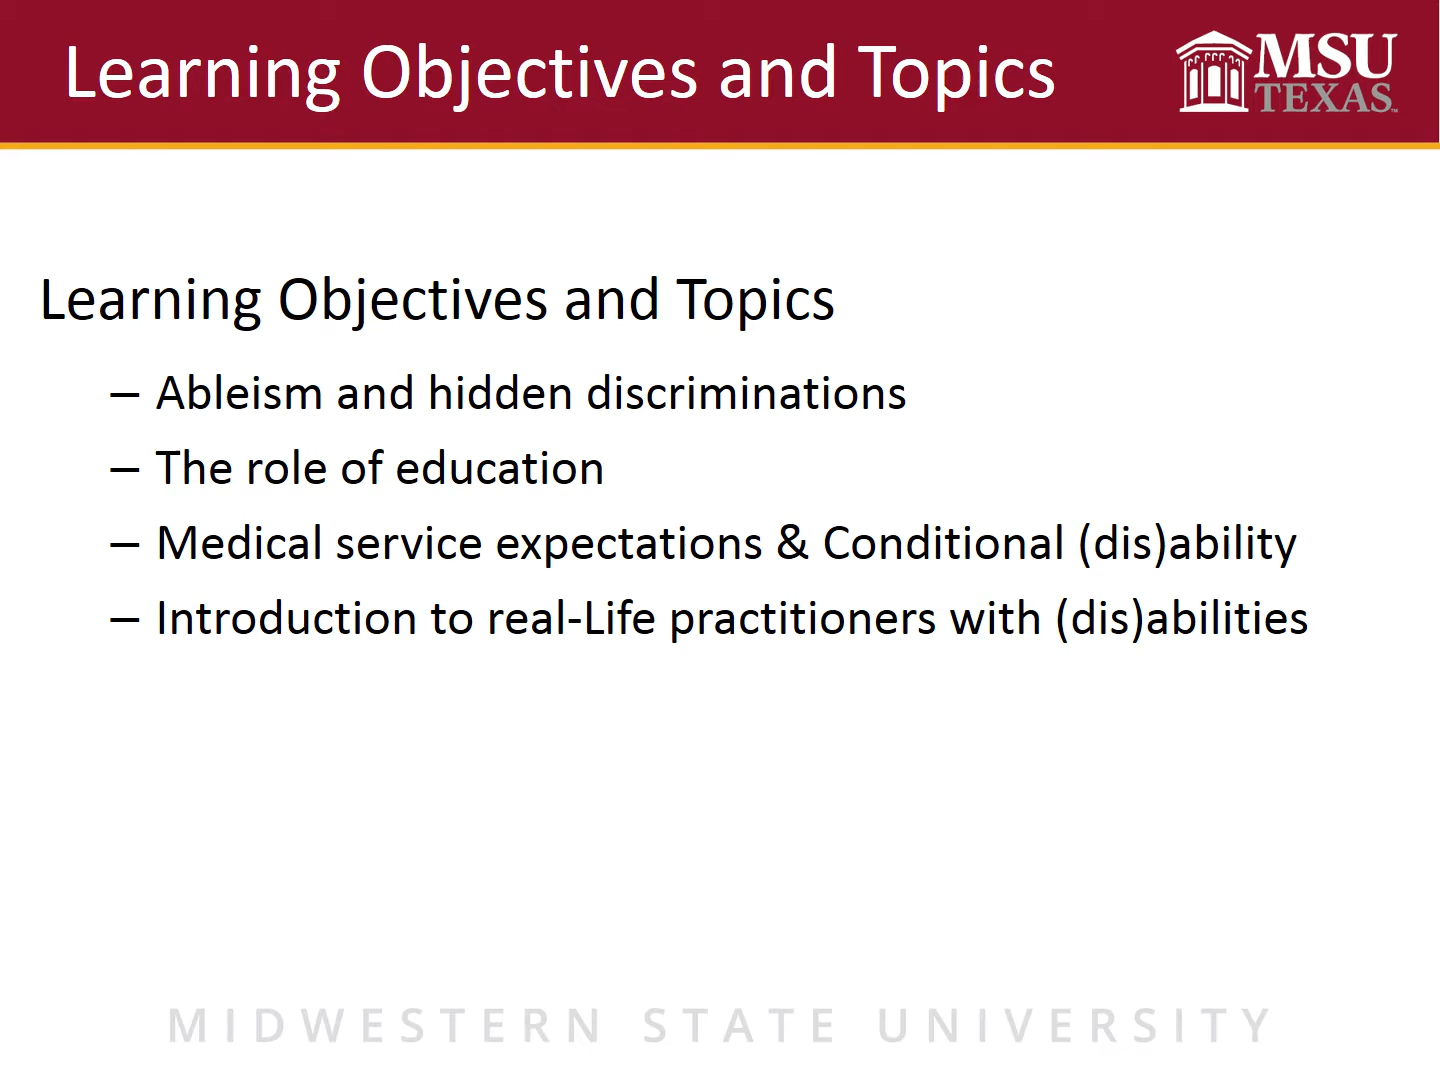 Learning Objectives and Topics
MSU
TEXAS™
Learning Objectives and Topics
– Ableism and hidden discriminations
– The role of education
– Medical service expectations & Conditional (dis)ability
– Introduction to real-Life practitioners with (dis)abilities
MIDWESTERN STATE UNIVERSITY